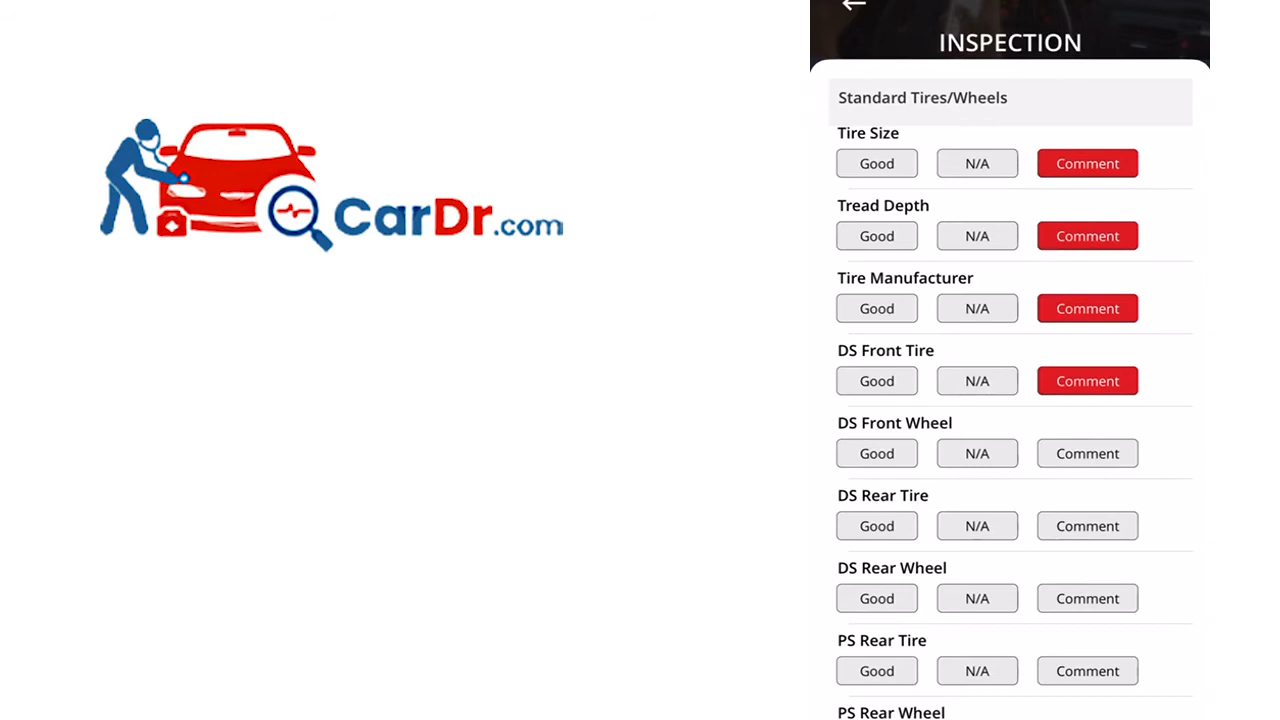 CarDr.com
INSPECTION
Standard Tires/Wheels
Tire Size
Good N/A Comment
Tread Depth
Good N/A Comment
Tire Manufacturer
Good N/A Comment
DS Front Tire
Good N/A Comment
DS Front Wheel
Good N/A Comment
DS Rear Tire
Good N/A Comment
DS Rear Wheel
Good N/A Comment
PS Rear Tire
Good N/A Comment
PS Rear Wheel